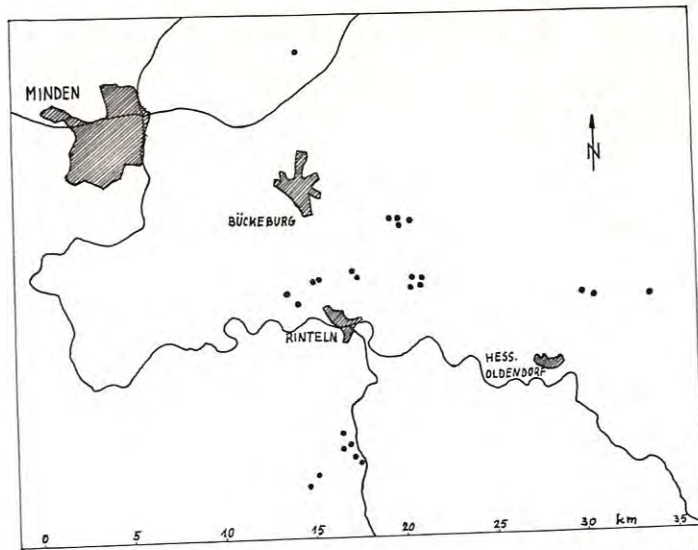 MINDEN
N
BÜCKEBURG
RINTELN
HESS.
OLDENDORF
0 5 10 15 20 25 30 km 35